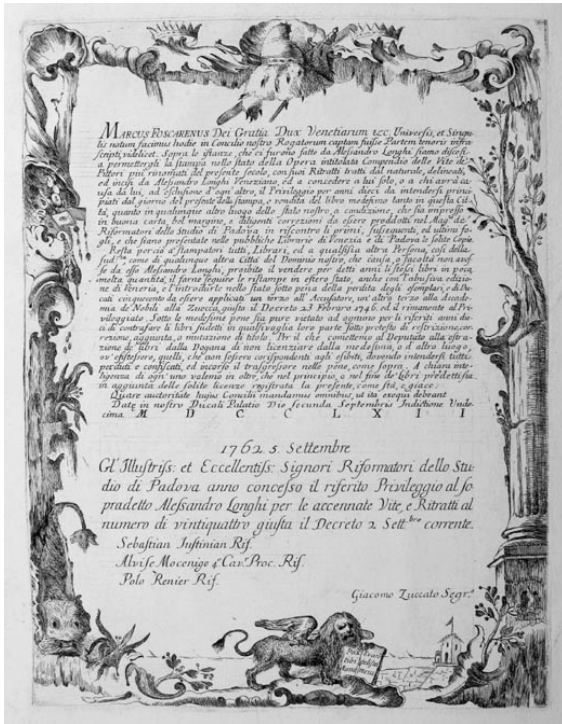 MARCUS FOSCARENUS Dei Gratia Dux Venetiarum &cc. Universis, et Singu-
lis notum facimus hodie in Concilio nostro Rogatorum captam fuisse Partem tenoris infra-
scripti, videlicet. Sopra le istanze, che ci furono fatte da Alessandro Longhi siamo discesi
a permettergli la stampa nello stato della Opera intitolata Compendio delle Vite de'
Pittori più rinomati del presente secolo, con suoi Ritratti tratti dal naturale, delineati,
ed incisi da Alessandro Longhi Veneziano, ed a concedere a lui solo, o a chi averà cau-
sa da lui, ad esclusione d'ogn'altro, il Privilegio per anni dieci da intendersi princi-
piati dal giorno del presente della stampa, e vendita del libro medesimo tanto in questa Cit-
tà, quanto in qualunque altro luogo dello stato nostro, a condizione, che sia impresso
in buona carta, bel margine, e diligenti correzioni da essere prodotti nel Mag.to de'
Riformatori dello Studio di Padova in riscontro li primi, susseguenti, ed ultimi fo-
gli, e che siano presentate nelle pubbliche Librarie di Venezia e di Padova le solite Copie.
Resta perciò a' stampatori tutti, Librari, ed a qualsisia altra Persona, così della
sud.ta come di qualunque altra Città del Dominio nostro, che causa, o facoltà non aves-
se da esso Alessandro Longhi, proibito il vendere per detti anni li stessi libri in poca,
molta quantità, il farne seguire le ristampe in estero stato, anche con l'abusiva edizio-
ne di Venezia, e l'introdurle nello stato sotto pena della perdita degli esemplari, e di Du-
cati cinquecento da essere applicati un terzo all'Accusatore, un'altro terzo alla Acade-
mia de' Nobili alla Zuecca, giusta il Decreto 23 Febraro 1746, ed il rimanente al Pri-
vilegiato. Sotto le medesime pene sia pure vietato ad ognuno per li riferiti anni die-
ci di contrafare li libri sudetti in qualsivoglia loro parte sotto pretesto di restrizione, cor-
rezione, aggiunta, o mutazione di titolo. Per il che commettemo al Deputato alla estra-
zione de' libri dalla Dogana di non licenziare dalla medesima, o d'altro luogo,
ov'esistessero, quelli, che non fossero corispondenti agl'esibiti, dovendo intendersi tutti
perduti e confiscati, ed incorso il trasgressore nelle pene, come sopra. A chiara inte-
ligenza di ogn'uno volemo in oltre, che nel principio, o nel fine de' Libri predetti sia
in aggiunta delle solite licenze registrata la presente, come stà, e giace.
Quare auctoritate hujus Concilii mandamus omnibus, ut ita exequi debeant.
Date in nostro Ducali Palatio Die secunda Septembris Indictione Unde-
cima M D C C L X I I
1762 5. Settembre
Gl'Illustriss: et Eccellentiss: Signori Riformatori dello Stu-
dio di Padova anno concesso il riferito Privilegio al so-
pradetto Alessandro Longhi per le accennate Vite, e Ritratti al
numero di vintiquattro giusta il Decreto 2 Sett.bre corrente.
Sebastian Justinian Rif.
Alvise Mocenigo 4.o Cav. Proc. Rif.
Polo Renier Rif.
Giacomo Zuccato Segr.o